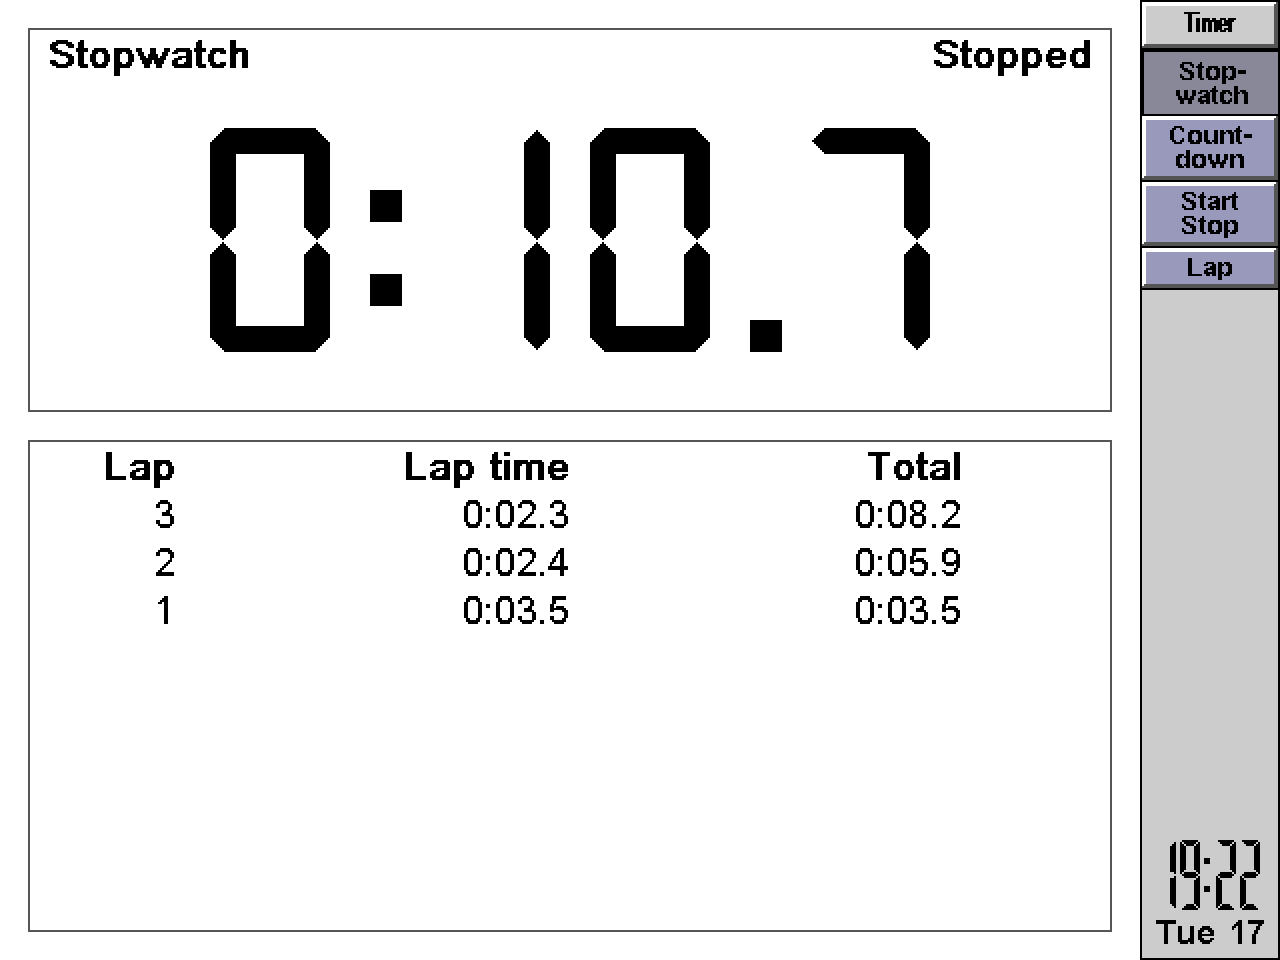 Stopwatch Stopped
0:10.7
Lap Lap time Total
3 0:02.3 0:08.2
2 0:02.4 0:05.9
1 0:03.5 0:03.5
Timer
Stop-
watch
Count-
down
Start
Stop
Lap
19:22
Tue 17